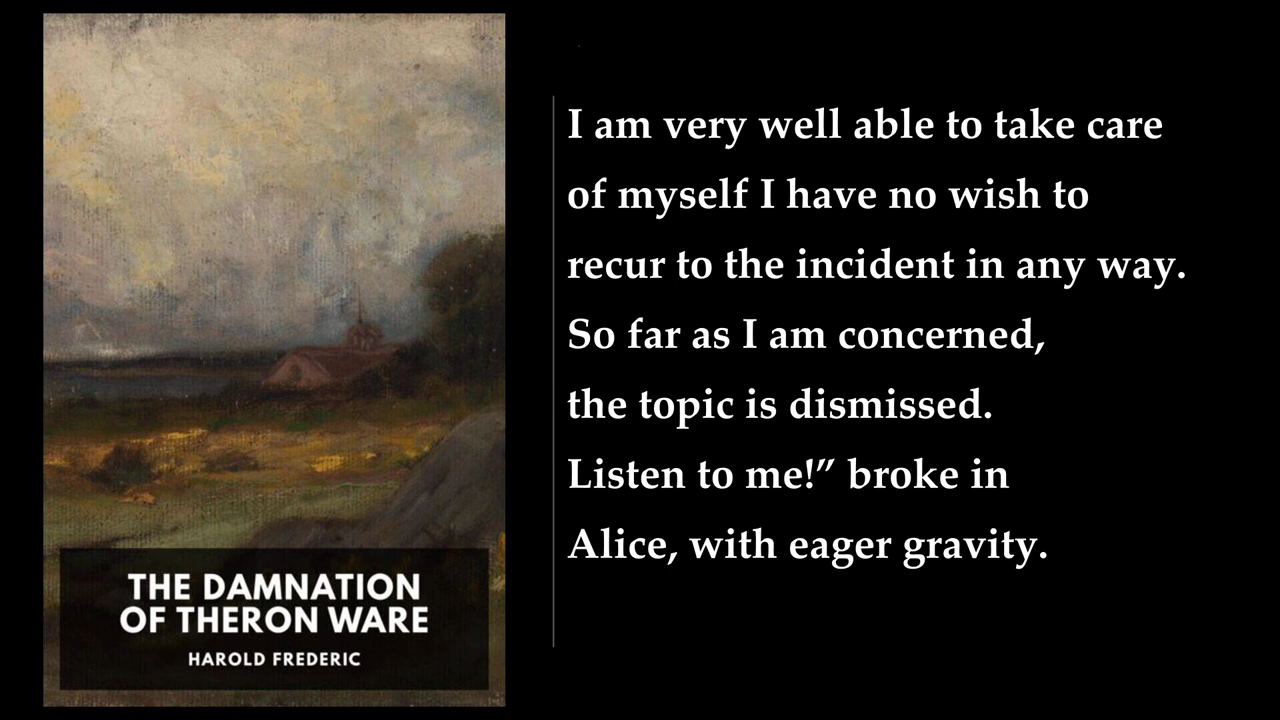 THE DAMNATION
OF THERON WARE
HAROLD FREDERIC
I am very well able to take care
of myself I have no wish to
recur to the incident in any way.
So far as I am concerned,
the topic is dismissed.
Listen to me!” broke in
Alice, with eager gravity.